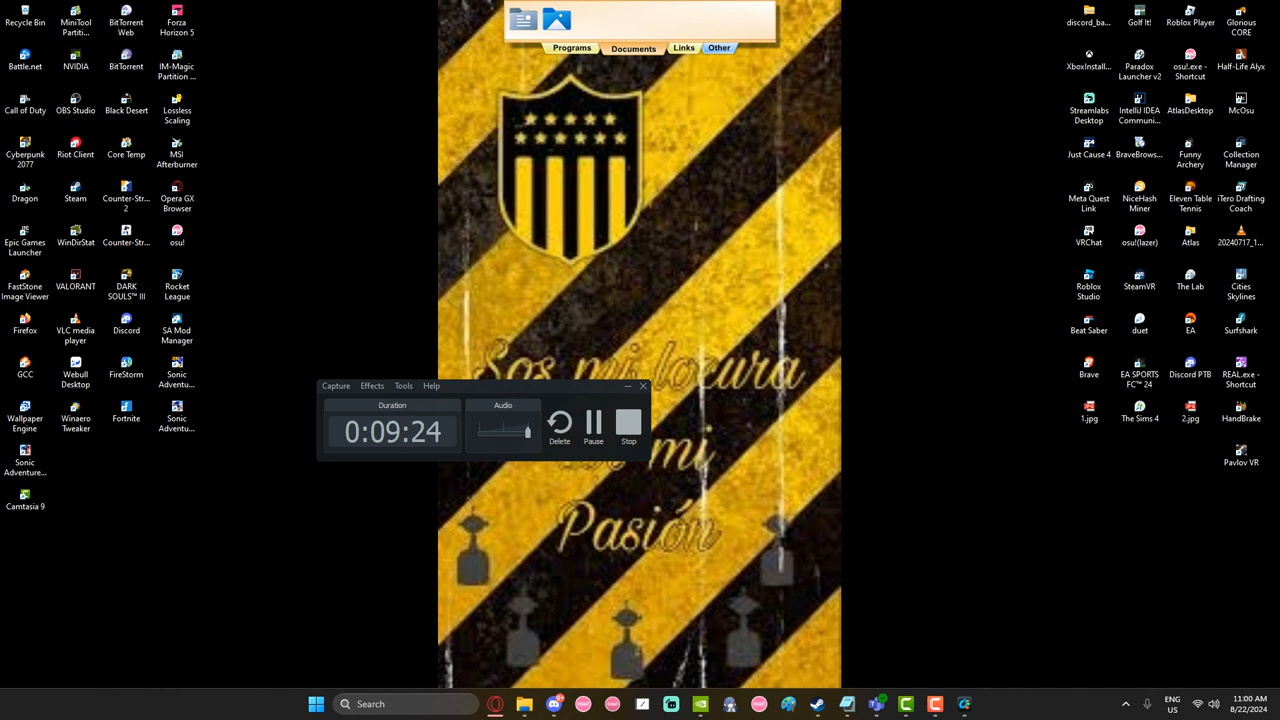 Programs Documents Links Other
Recycle Bin
MiniTool Partiti...
BitTorrent Web
Forza Horizon 5
Battle.net
NVIDIA
BitTorrent
IM-Magic Partition ...
Call of Duty
OBS Studio
Black Desert
Lossless Scaling
Cyberpunk 2077
Riot Client
Core Temp
MSI Afterburner
Dragon
Steam
Counter-Str... 2
Opera GX Browser
Epic Games Launcher
WinDirStat
Counter-Str...
osu!
FastStone Image Viewer
VALORANT
DARK SOULS™ III
Rocket League
Firefox
VLC media player
Discord
SA Mod Manager
GCC
Webull Desktop
FireStorm
Sonic Adventu...
Wallpaper Engine
Winaero Tweaker
Fortnite
Sonic Adventu...
Sonic Adventure...
Camtasia 9
Sos mi locura
mi
Pasión
Capture Effects Tools Help
Duration
0:09:24
Audio
Delete
Pause
Stop
discord_ba...
Golf It!
Roblox Player
Glorious CORE
XboxInstall...
Paradox Launcher v2
osu!.exe - Shortcut
Half-Life Alyx
Streamlabs Desktop
IntelliJ IDEA Communi...
AtlasDesktop
McOsu
Just Cause 4
BraveBrows...
Funny Archery
Collection Manager
Meta Quest Link
NiceHash Miner
Eleven Table Tennis
iTero Drafting Coach
VRChat
osu!(lazer)
Atlas
20240717_1...
Roblox Studio
SteamVR
The Lab
Cities Skylines
Beat Saber
duet
EA
Surfshark
Brave
EA SPORTS FC™ 24
Discord PTB
REAL.exe - Shortcut
1.jpg
The Sims 4
2.jpg
HandBrake
Pavlov VR
Search
ENG
US
11:00 AM
8/22/2024